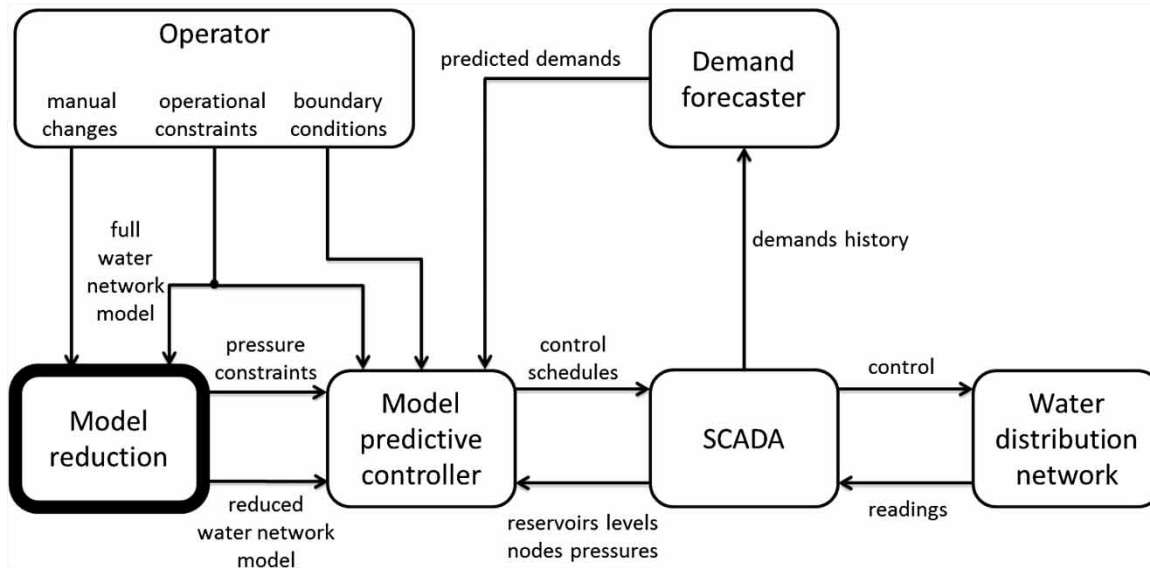 Operator
manual
changes
operational
constraints
boundary
conditions
predicted demands
Demand
forecaster
full
water
network
model
demands history
pressure
constraints
control
schedules
control
Model
reduction
Model
predictive
controller
SCADA
Water
distribution
network
reduced
water network
model
reservoirs levels
nodes pressures
readings